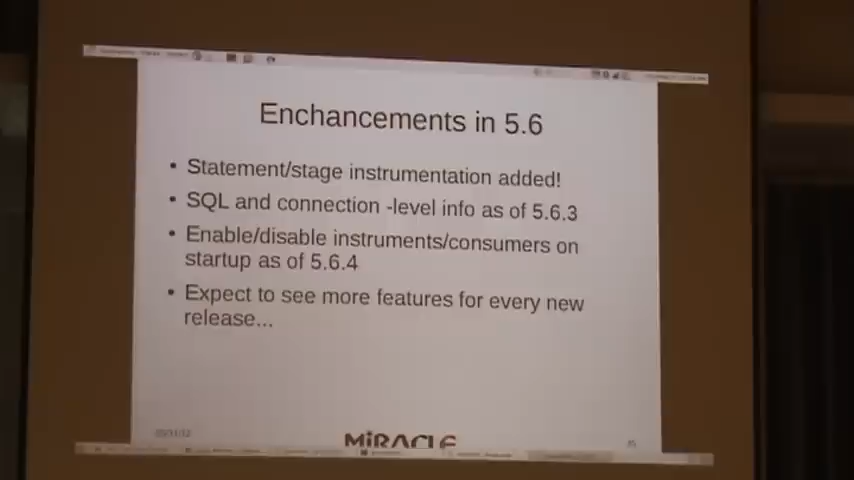 Enchancements in 5.6
• Statement/stage instrumentation added!
• SQL and connection -level info as of 5.6.3
• Enable/disable instruments/consumers on
startup as of 5.6.4
• Expect to see more features for every new
release...
MIRACLE